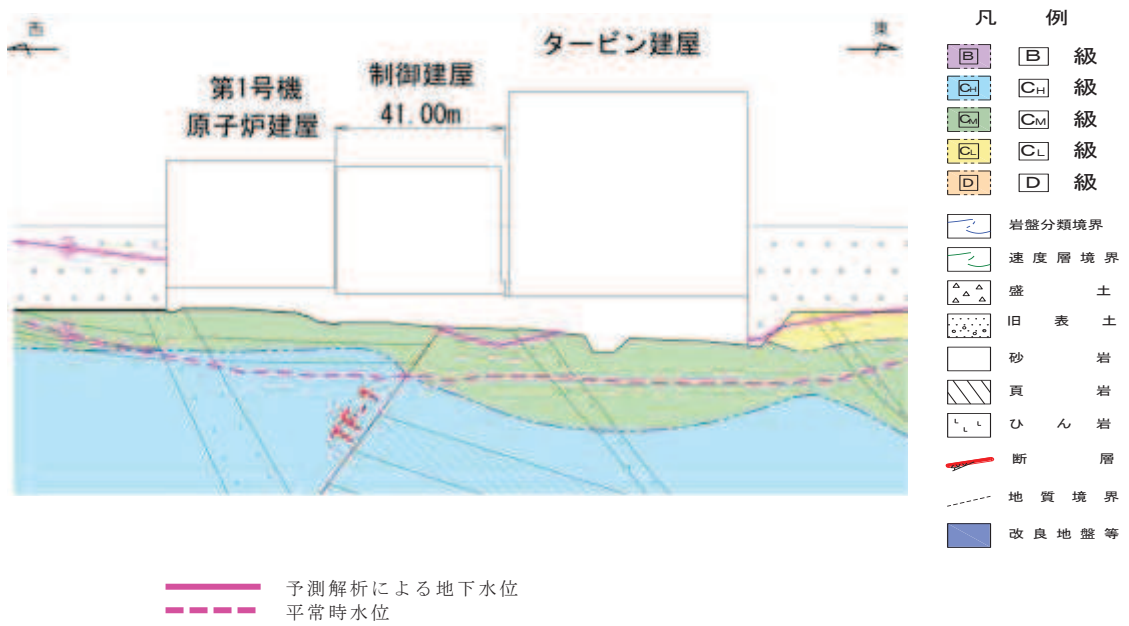 西
東
タービン建屋
制御建屋
41.00m
第1号機
原子炉建屋
TF-1
凡 例
B B 級
CH CH 級
CM CM 級
CL CL 級
D D 級
岩盤分類境界
速度層境界
盛土
旧表土
砂岩
頁岩
ひん岩
断層
地質境界
改良地盤等
予測解析による地下水位
平常時水位